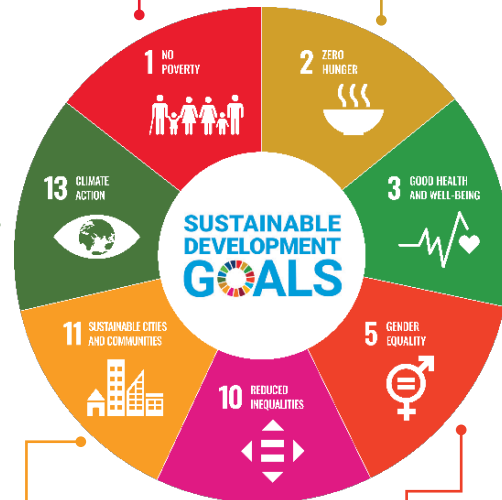 1 NO
POVERTY
2 ZERO
HUNGER
3 GOOD HEALTH
AND WELL-BEING
5 GENDER
EQUALITY
10 REDUCED
INEQUALITIES
11 SUSTAINABLE CITIES
AND COMMUNITIES
13 CLIMATE
ACTION
SUSTAINABLE
DEVELOPMENT
GOALS